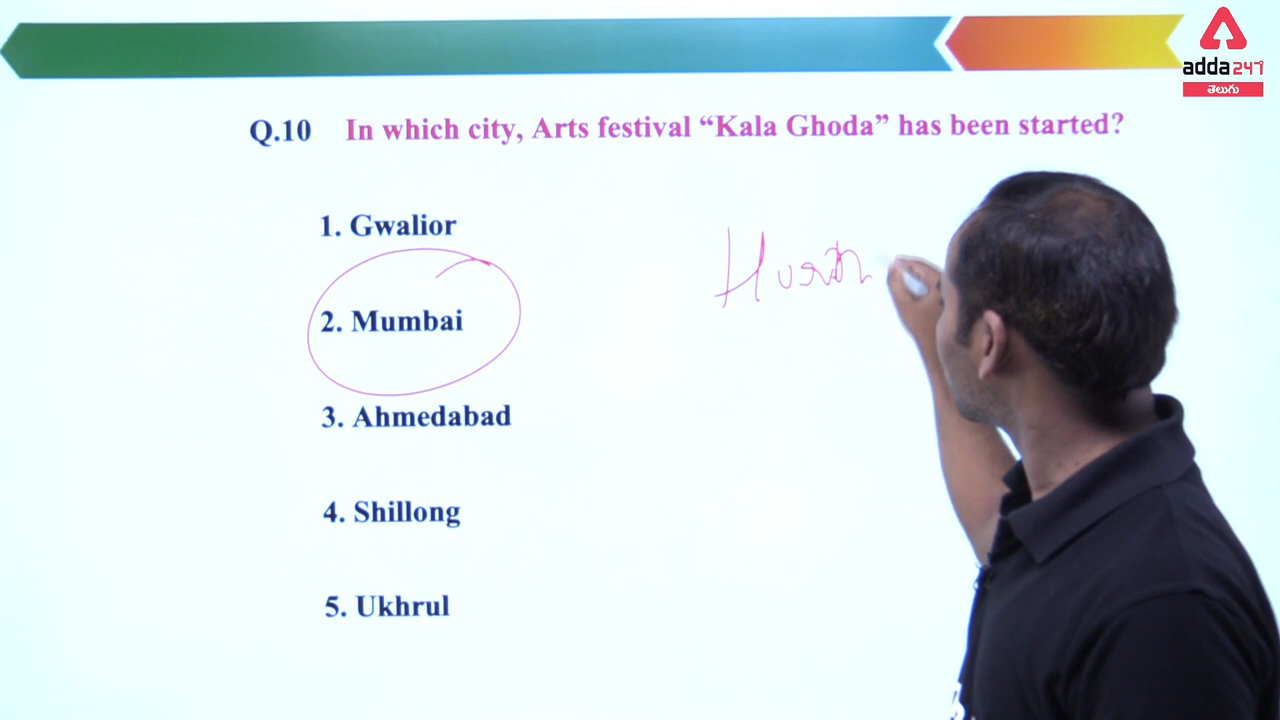 adda247
తెలుగు
Q.10 In which city, Arts festival “Kala Ghoda” has been started?
1. Gwalior
2. Mumbai
3. Ahmedabad
4. Shillong
5. Ukhrul